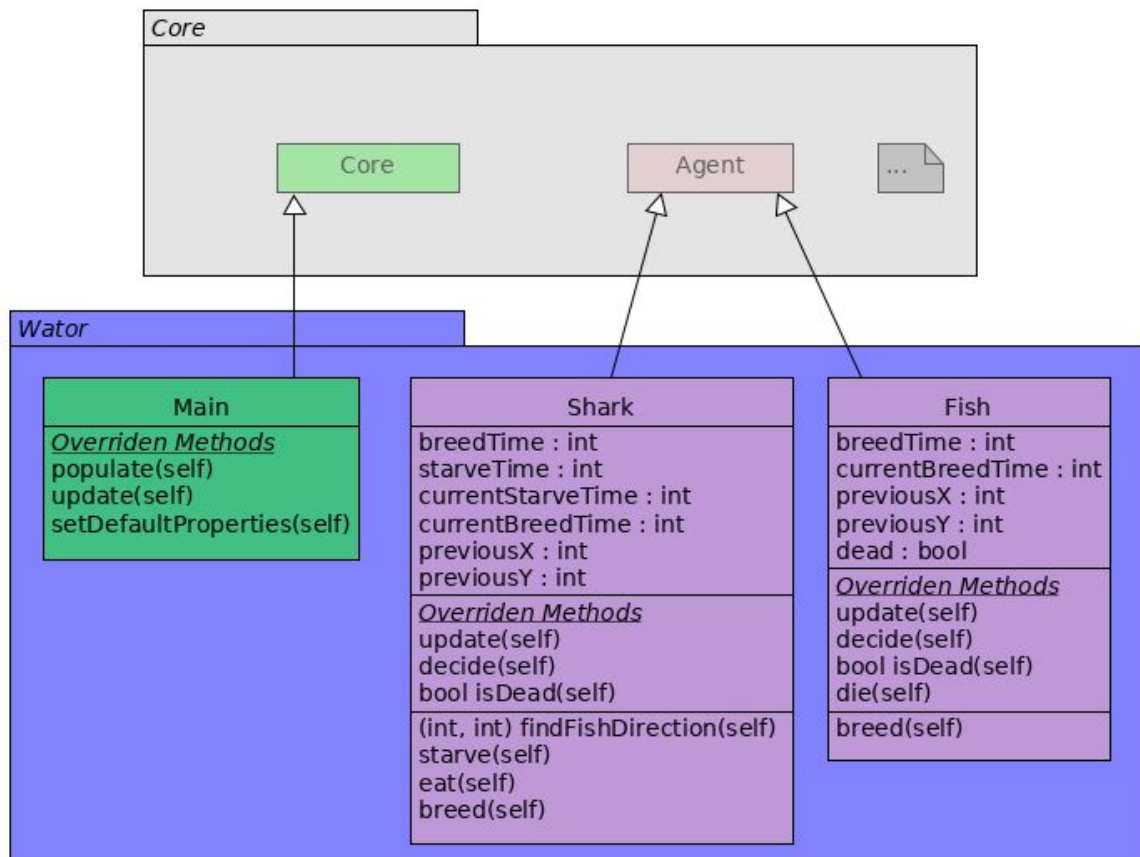 Core
Core
Agent
...
Wator
Main
Overriden Methods
populate(self)
update(self)
setDefaultProperties(self)
Shark
breedTime : int
starveTime : int
currentStarveTime : int
currentBreedTime : int
previousX : int
previousY : int
Overriden Methods
update(self)
decide(self)
bool isDead(self)
(int, int) findFishDirection(self)
starve(self)
eat(self)
breed(self)
Fish
breedTime : int
currentBreedTime : int
previousX : int
previousY : int
dead : bool
Overriden Methods
update(self)
decide(self)
bool isDead(self)
die(self)
breed(self)